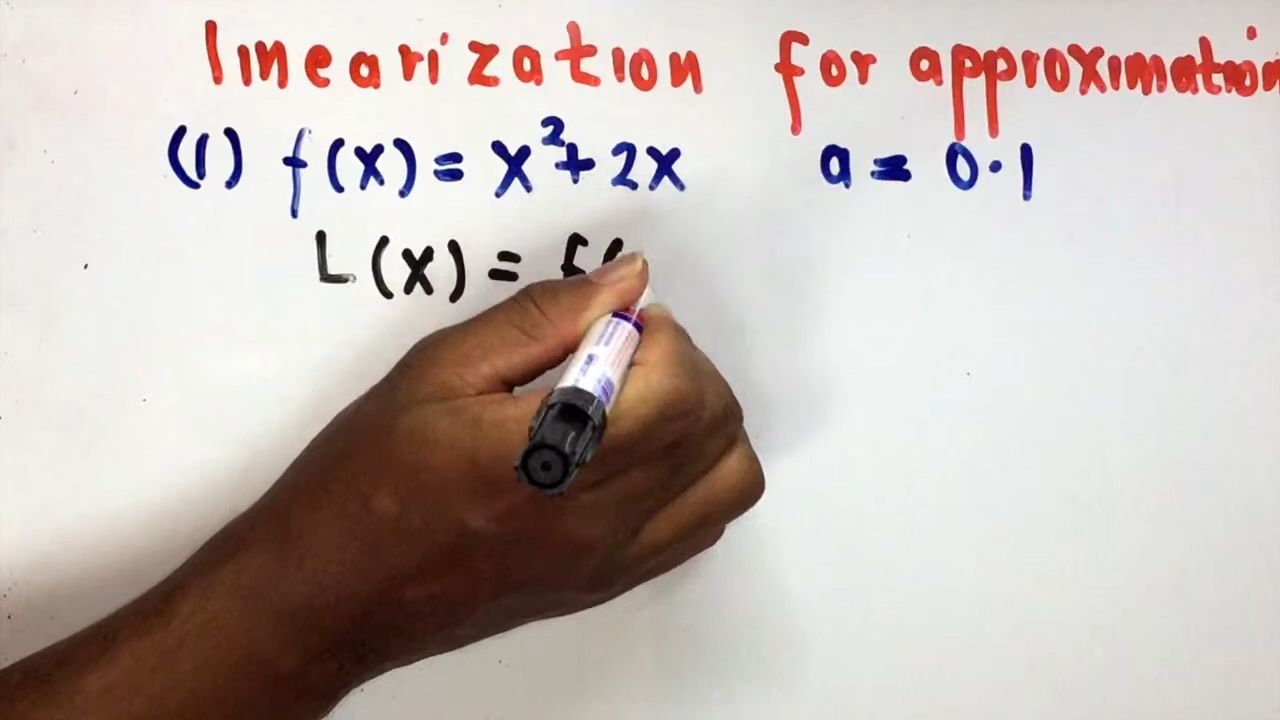 linearization for approximation
(1) f(x) = x²+ 2x a = 0.1
L(x) = f(